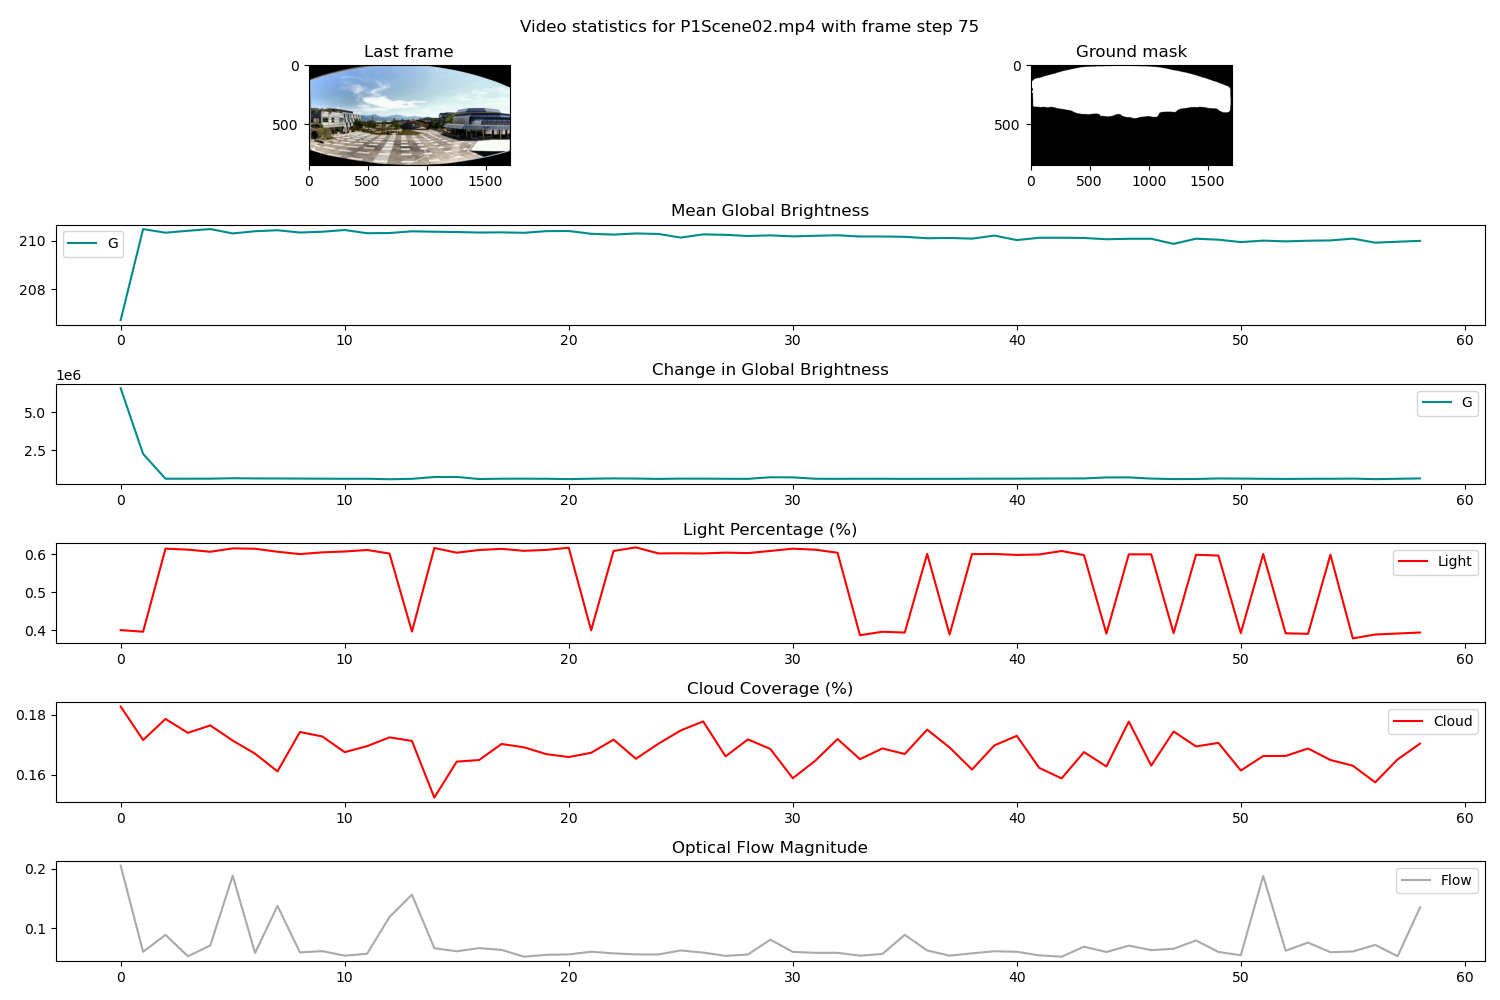 Video statistics for P1Scene02.mp4 with frame step 75
Last frame
Ground mask
0
500
0 500 1000 1500
0
500
0 500 1000 1500
Mean Global Brightness
G
210
208
0 10 20 30 40 50 60
Change in Global Brightness
1e6
G
5.0
2.5
0 10 20 30 40 50 60
Light Percentage (%)
Light
0.6
0.5
0.4
0 10 20 30 40 50 60
Cloud Coverage (%)
Cloud
0.18
0.16
0 10 20 30 40 50 60
Optical Flow Magnitude
Flow
0.2
0.1
0 10 20 30 40 50 60